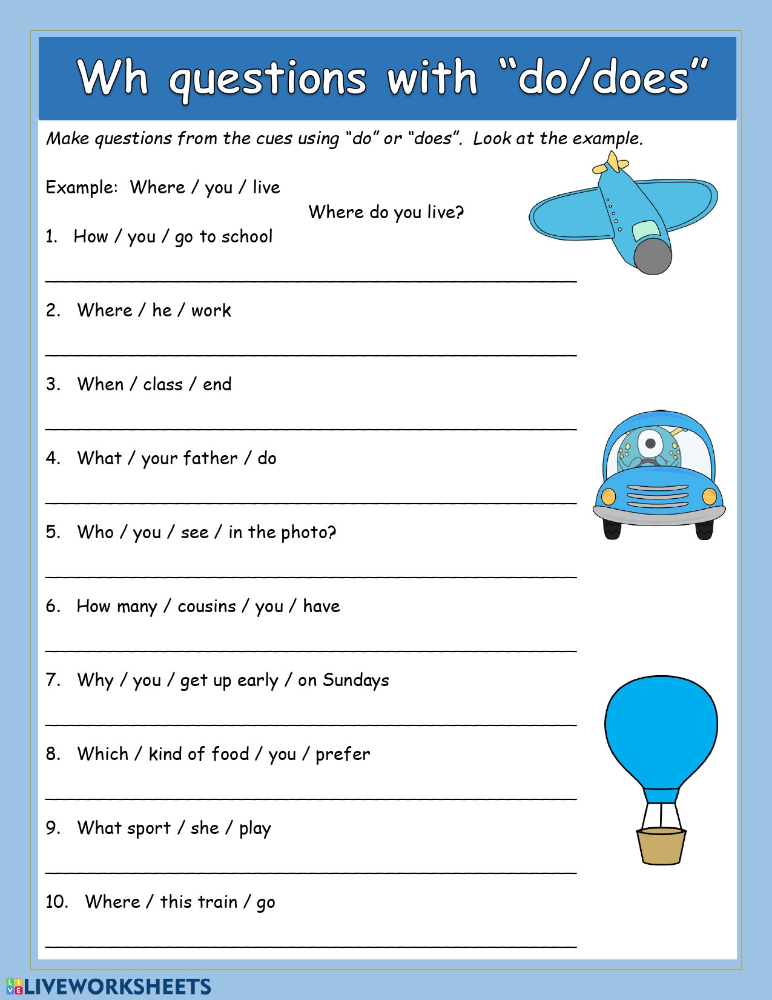 Wh questions with “do/does”
Make questions from the cues using “do” or “does”.  Look at the example.
Example:  Where / you / live
Where do you live?
1.   How / you / go to school
2.   Where / he / work
3.   When / class / end
4.   What / your father / do
5.   Who / you / see / in the photo?
6.   How many / cousins / you / have
7.   Why / you / get up early / on Sundays
8.   Which / kind of food / you / prefer
9.   What sport / she / play
10.   Where / this train / go
LIVE LIVEWORKSHEETS